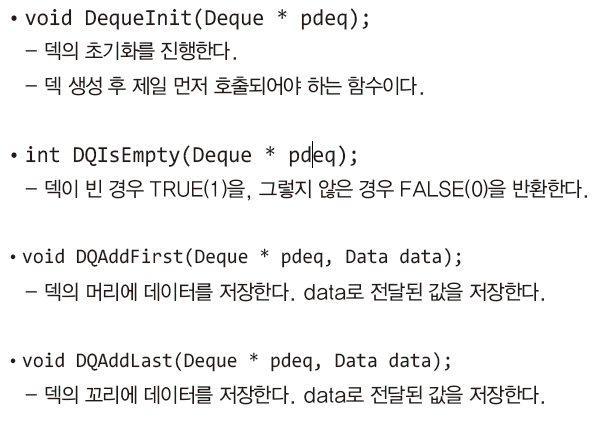 • void DequeInit(Deque * pdeq);
– 덱의 초기화를 진행한다.
– 덱 생성 후 제일 먼저 호출되어야 하는 함수이다.
• int DQIsEmpty(Deque * pdeq);
– 덱이 빈 경우 TRUE(1)을, 그렇지 않은 경우 FALSE(0)을 반환한다.
• void DQAddFirst(Deque * pdeq, Data data);
– 덱의 머리에 데이터를 저장한다. data로 전달된 값을 저장한다.
• void DQAddLast(Deque * pdeq, Data data);
– 덱의 꼬리에 데이터를 저장한다. data로 전달된 값을 저장한다.